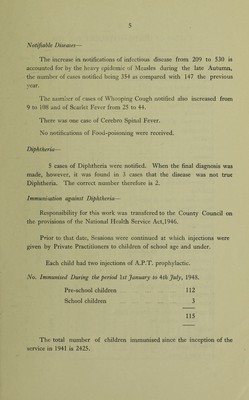 5
Notifiable Diseases—
The increase in notifications of infectious disease from 209 to 530 is
accounted for by the heavy epidemic of Measles during the late Autumn,
the number of cases notified being 354 as compared with 147 the previous
year.
The number of cases of Whooping Cough notified also increased from
9 to 108 and of Scarlet Fever from 25 to 44.
There was one case of Cerebro Spinal Fever.
No notifications of Food-poisoning were received.
Diphtheria—
5 cases of Diphtheria were notified. When the final diagnosis was
made, however, it was found in 3 cases that the disease was not true
Diphtheria. The correct number therefore is 2.
Immunisation against Diphtheria—
Responsibility for this work was transfered to the County Council on
the provisions of the National Health Service Act,1946.
Prior to that date, Sessions were continued at which injections were
given by Private Practitioners to children of school age and under.
Each child had two injections of A.P.T. prophylactic.
No. Immunised During the period 1st January to 4th July, 1948.
Pre-school children 112
School children 3
115
The total number of children immunised since the inception of the
service in 1941 is 2425.